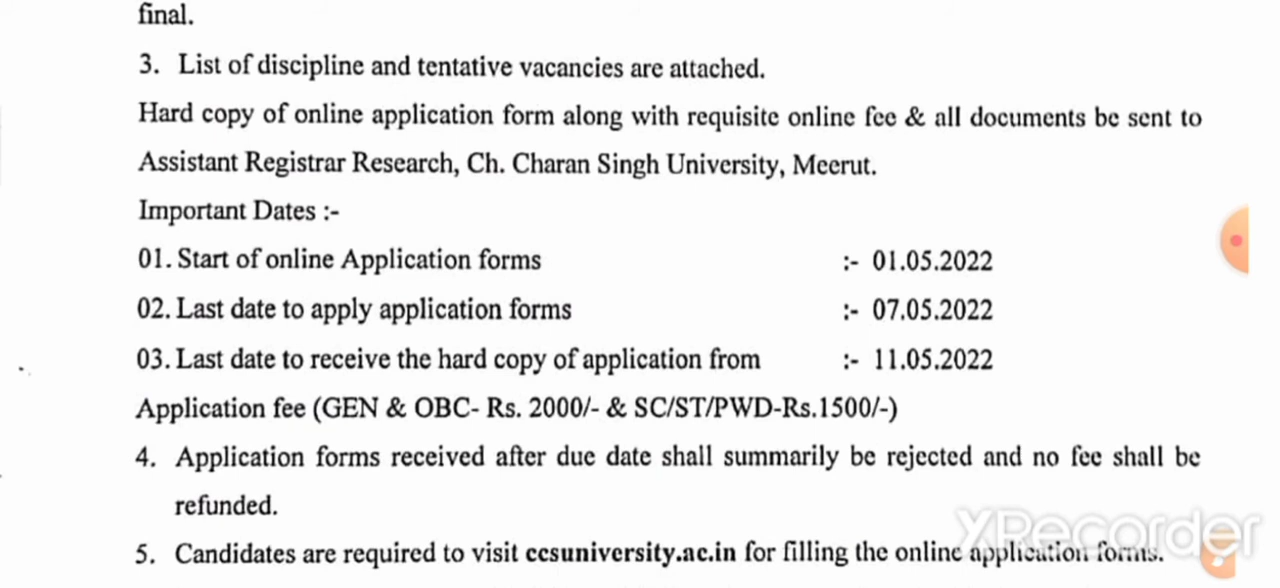 final.
3. List of discipline and tentative vacancies are attached.
Hard copy of online application form along with requisite online fee & all documents be sent to
Assistant Registrar Research, Ch. Charan Singh University, Meerut.
Important Dates :-
01. Start of online Application forms :- 01.05.2022
02. Last date to apply application forms :- 07.05.2022
03. Last date to receive the hard copy of application from :- 11.05.2022
Application fee (GEN & OBC- Rs. 2000/- & SC/ST/PWD-Rs.1500/-)
4. Application forms received after due date shall summarily be rejected and no fee shall be
refunded.
5. Candidates are required to visit ccsuniversity.ac.in for filling the online application forms.
XRecorder